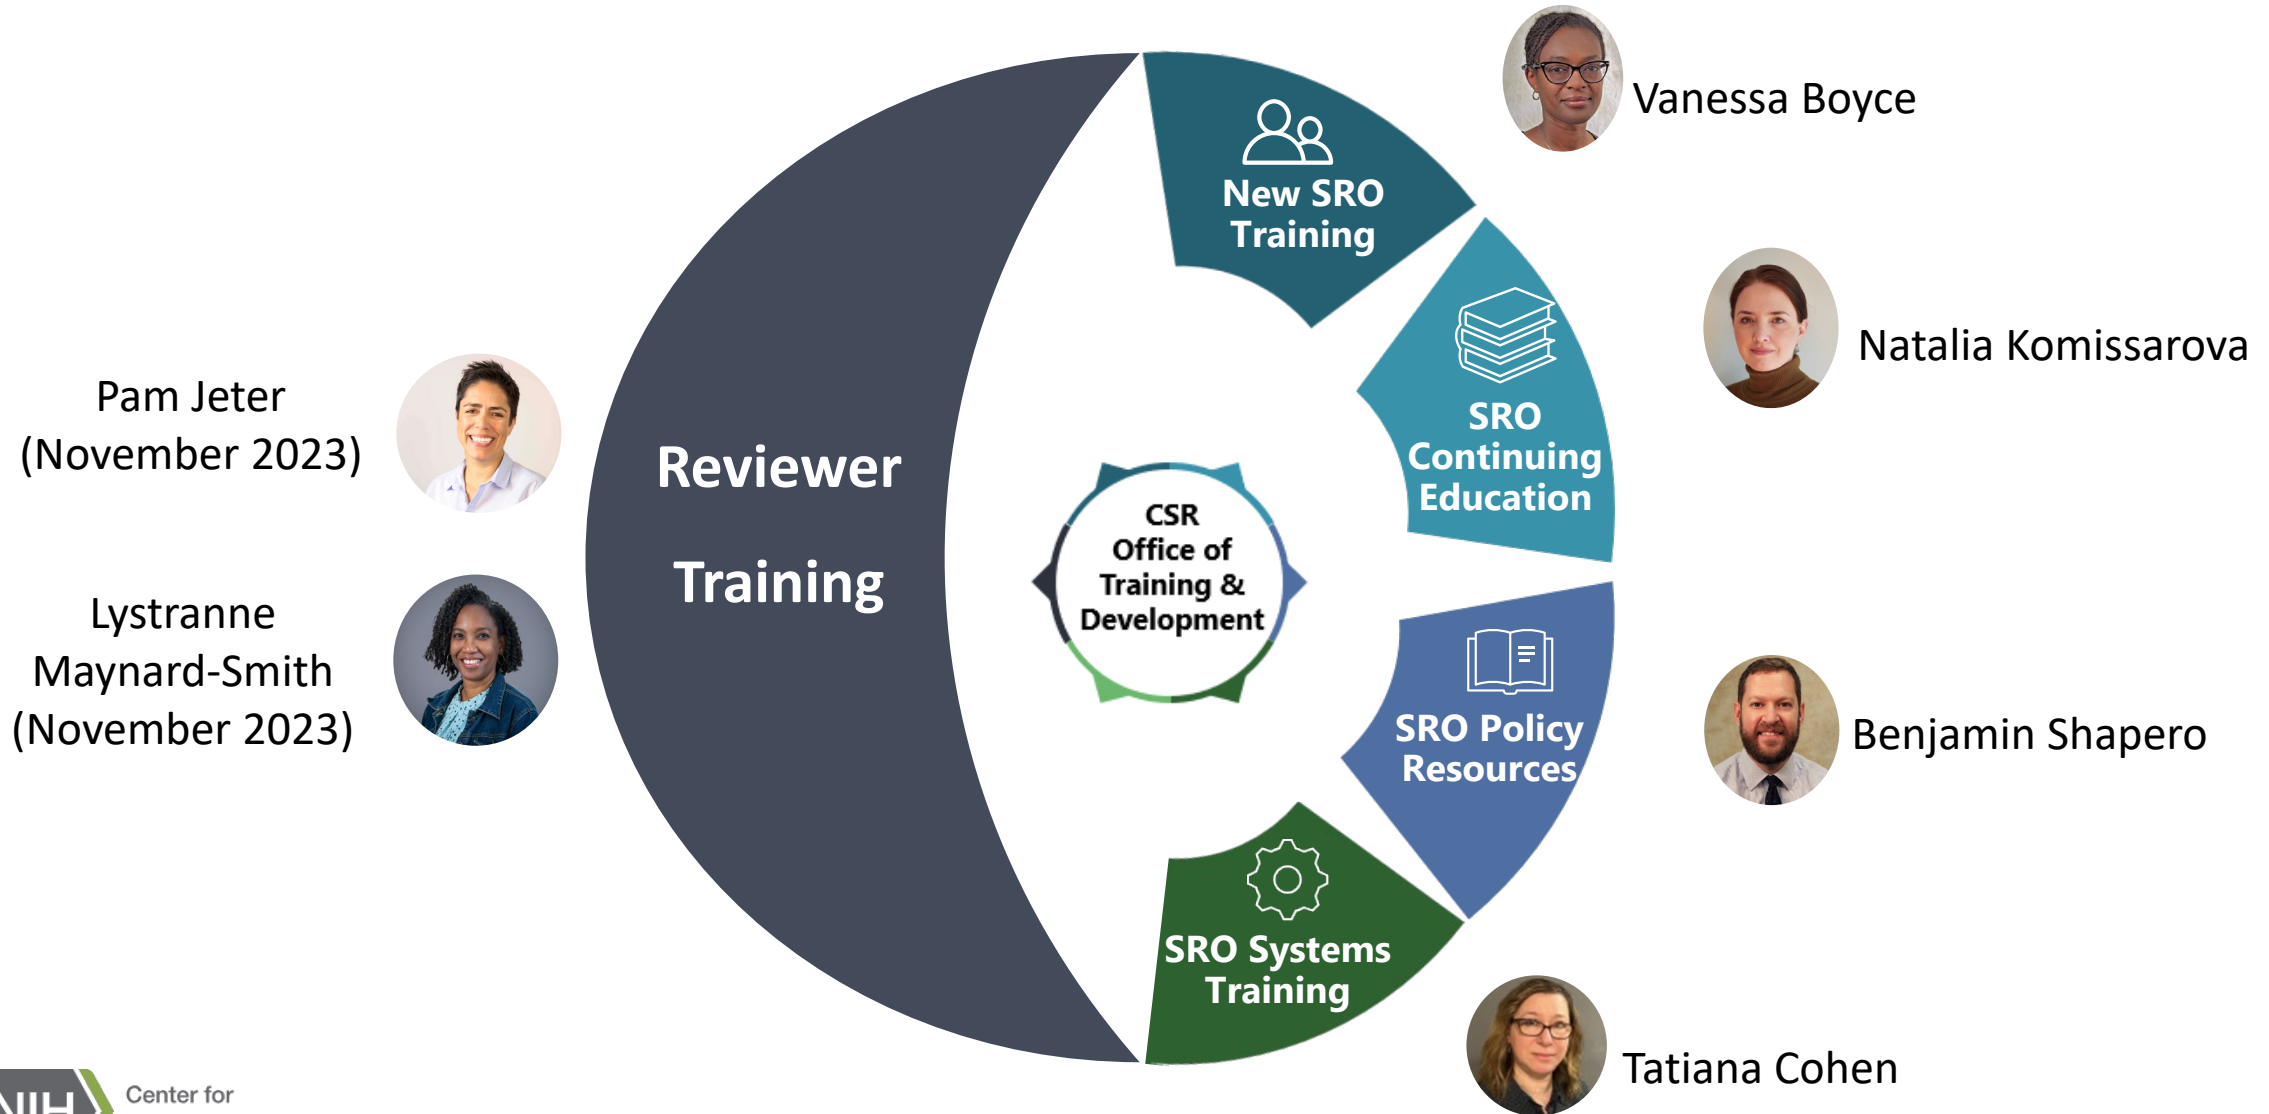 Pam Jeter
(November 2023)
Lystranne
Maynard-Smith
(November 2023)
Reviewer
Training
CSR
Office of
Training &
Development
New SRO
Training
SRO
Continuing
Education
SRO Policy
Resources
SRO Systems
Training
Vanessa Boyce
Natalia Komissarova
Benjamin Shapero
Tatiana Cohen
NIH
Center for